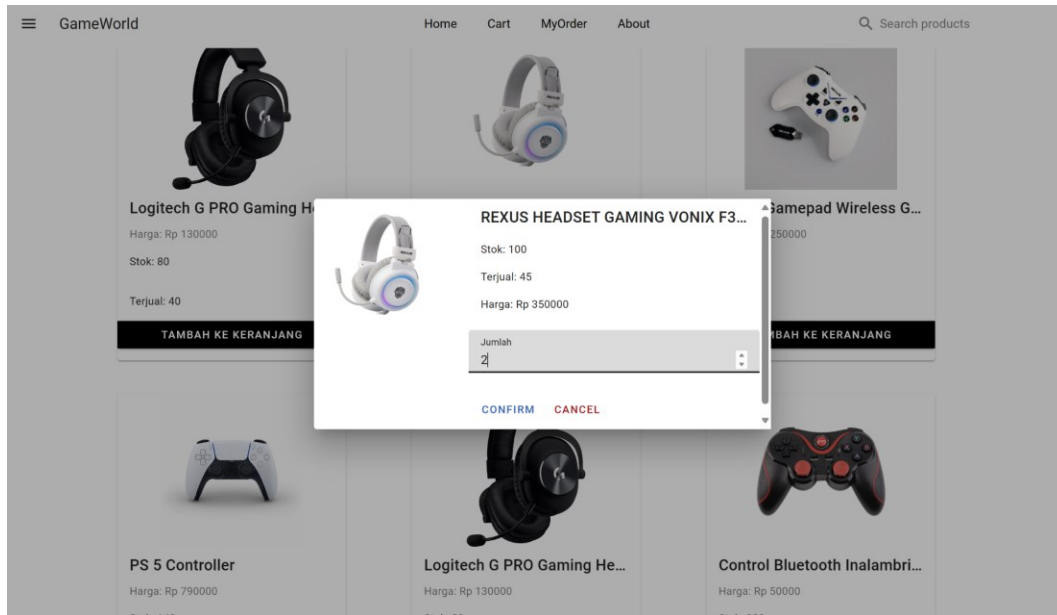 GameWorld
Home Cart MyOrder About
Search products
Logitech G PRO Gaming H
Harga: Rp 130000
Stok: 80
Terjual: 40
TAMBAH KE KERANJANG
REXUS HEADSET GAMING VONIX F3...
Stok: 100
Terjual: 45
Harga: Rp 350000
Jumlah
2
CONFIRM CANCEL
Gamepad Wireless G...
250000
BAH KE KERANJANG
PS 5 Controller
Harga: Rp 790000
Logitech G PRO Gaming He...
Harga: Rp 130000
Control Bluetooth Inalambri...
Harga: Rp 50000